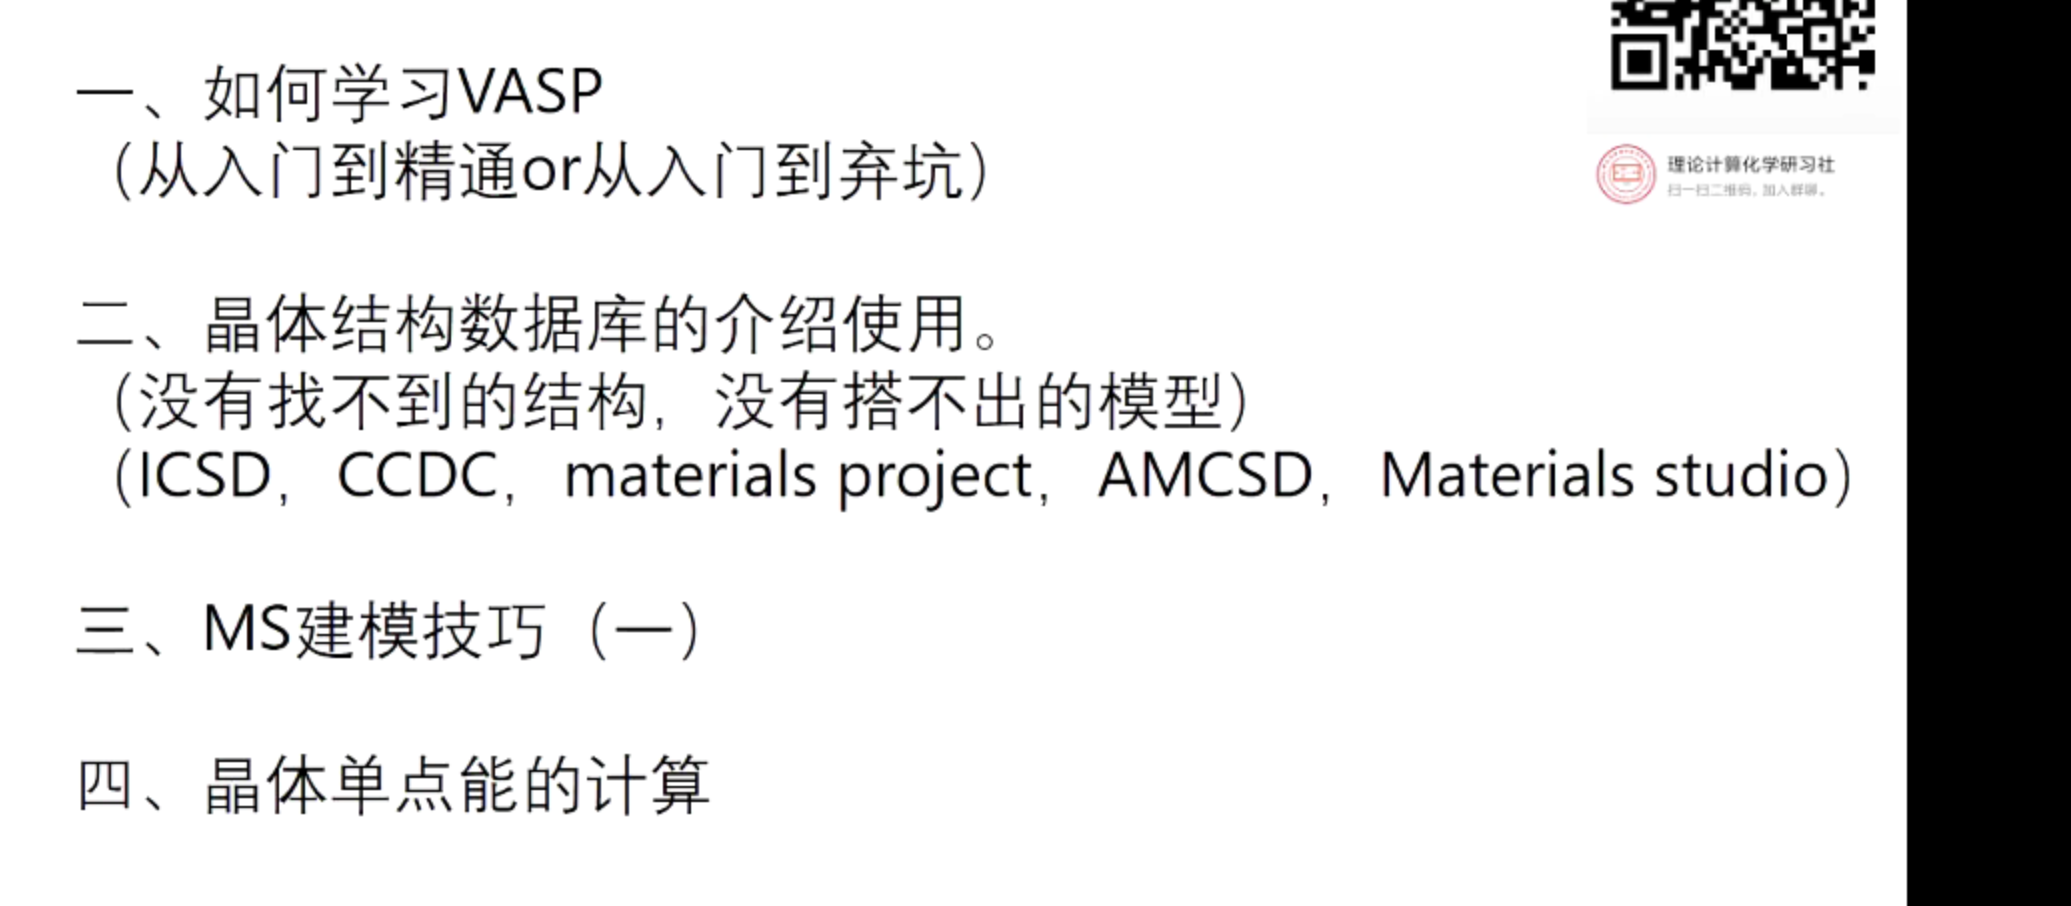 一、如何学习VASP
（从入门到精通or从入门到弃坑）
理论计算化学研习社
扫一扫二维码，加入群聊。
二、晶体结构数据库的介绍使用。
（没有找不到的结构，没有搭不出的模型）
（ICSD，CCDC，materials project，AMCSD，Materials studio）
三、MS建模技巧（一）
四、晶体单点能的计算